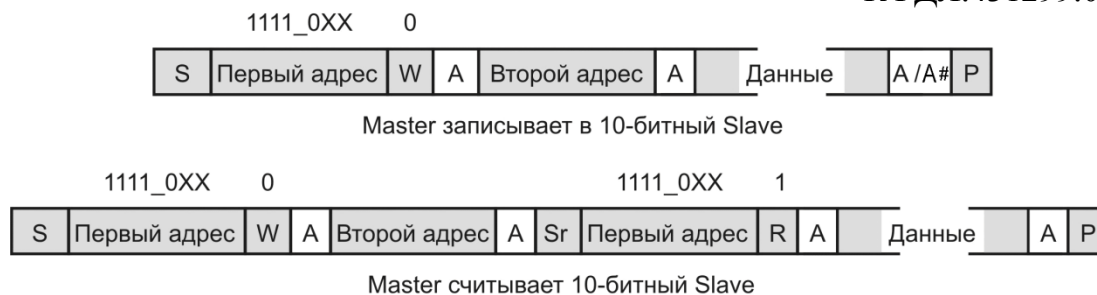 1111_0XX 0
S Первый адрес W A Второй адрес A Данные A /A# P
Master записывает в 10-битный Slave
1111_0XX 0 1111_0XX 1
S Первый адрес W A Второй адрес A Sr Первый адрес R A Данные A P
Master считывает 10-битный Slave